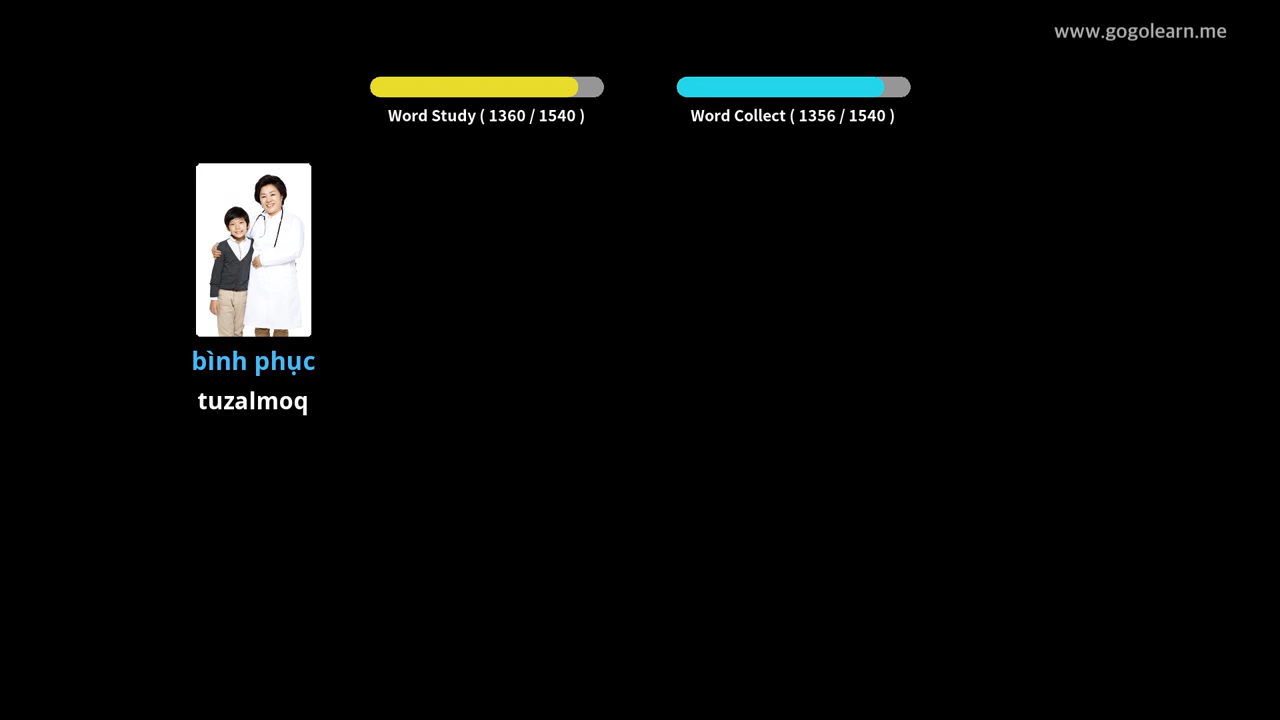 www.gogolearn.me
Word Study ( 1360 / 1540 )
Word Collect ( 1356 / 1540 )
bình phục
tuzalmoq